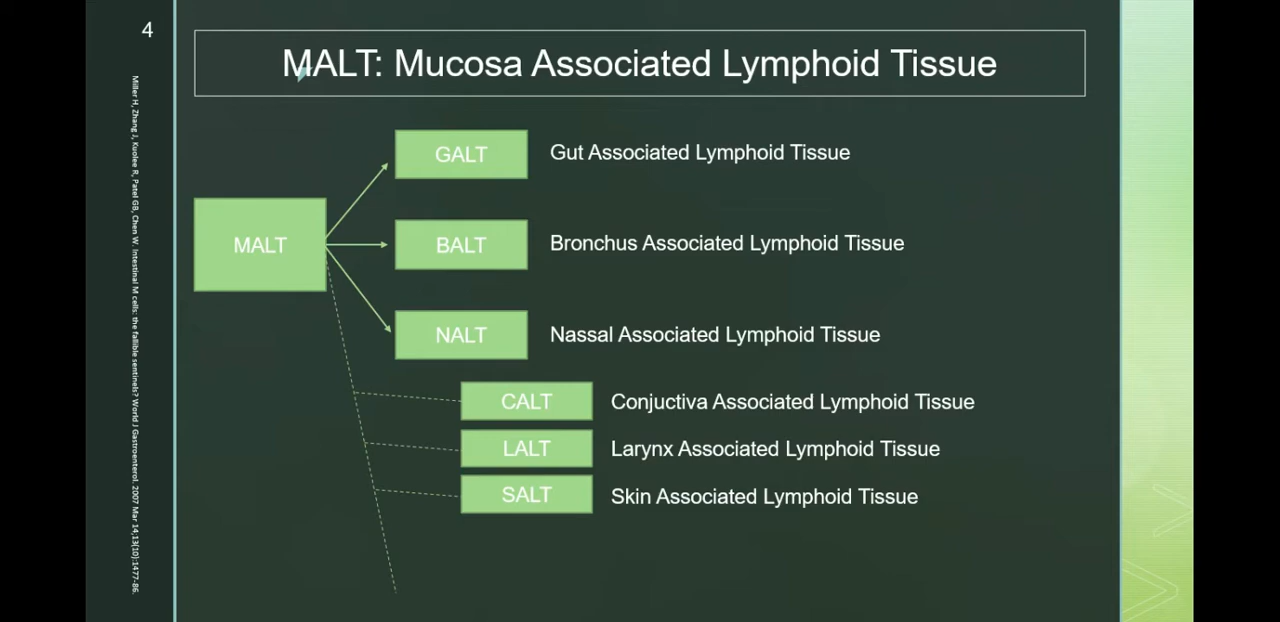 4
MALT: Mucosa Associated Lymphoid Tissue
GALT Gut Associated Lymphoid Tissue
MALT
BALT Bronchus Associated Lymphoid Tissue
NALT Nassal Associated Lymphoid Tissue
CALT Conjuctiva Associated Lymphoid Tissue
LALT Larynx Associated Lymphoid Tissue
SALT Skin Associated Lymphoid Tissue
Miller H, Zhang J, Kuolee R, Patel GB, Chen W. Intestinal M cells: the fallible sentinels? World J Gastroenterol. 2007 Mar 14;13(10):1477-86.